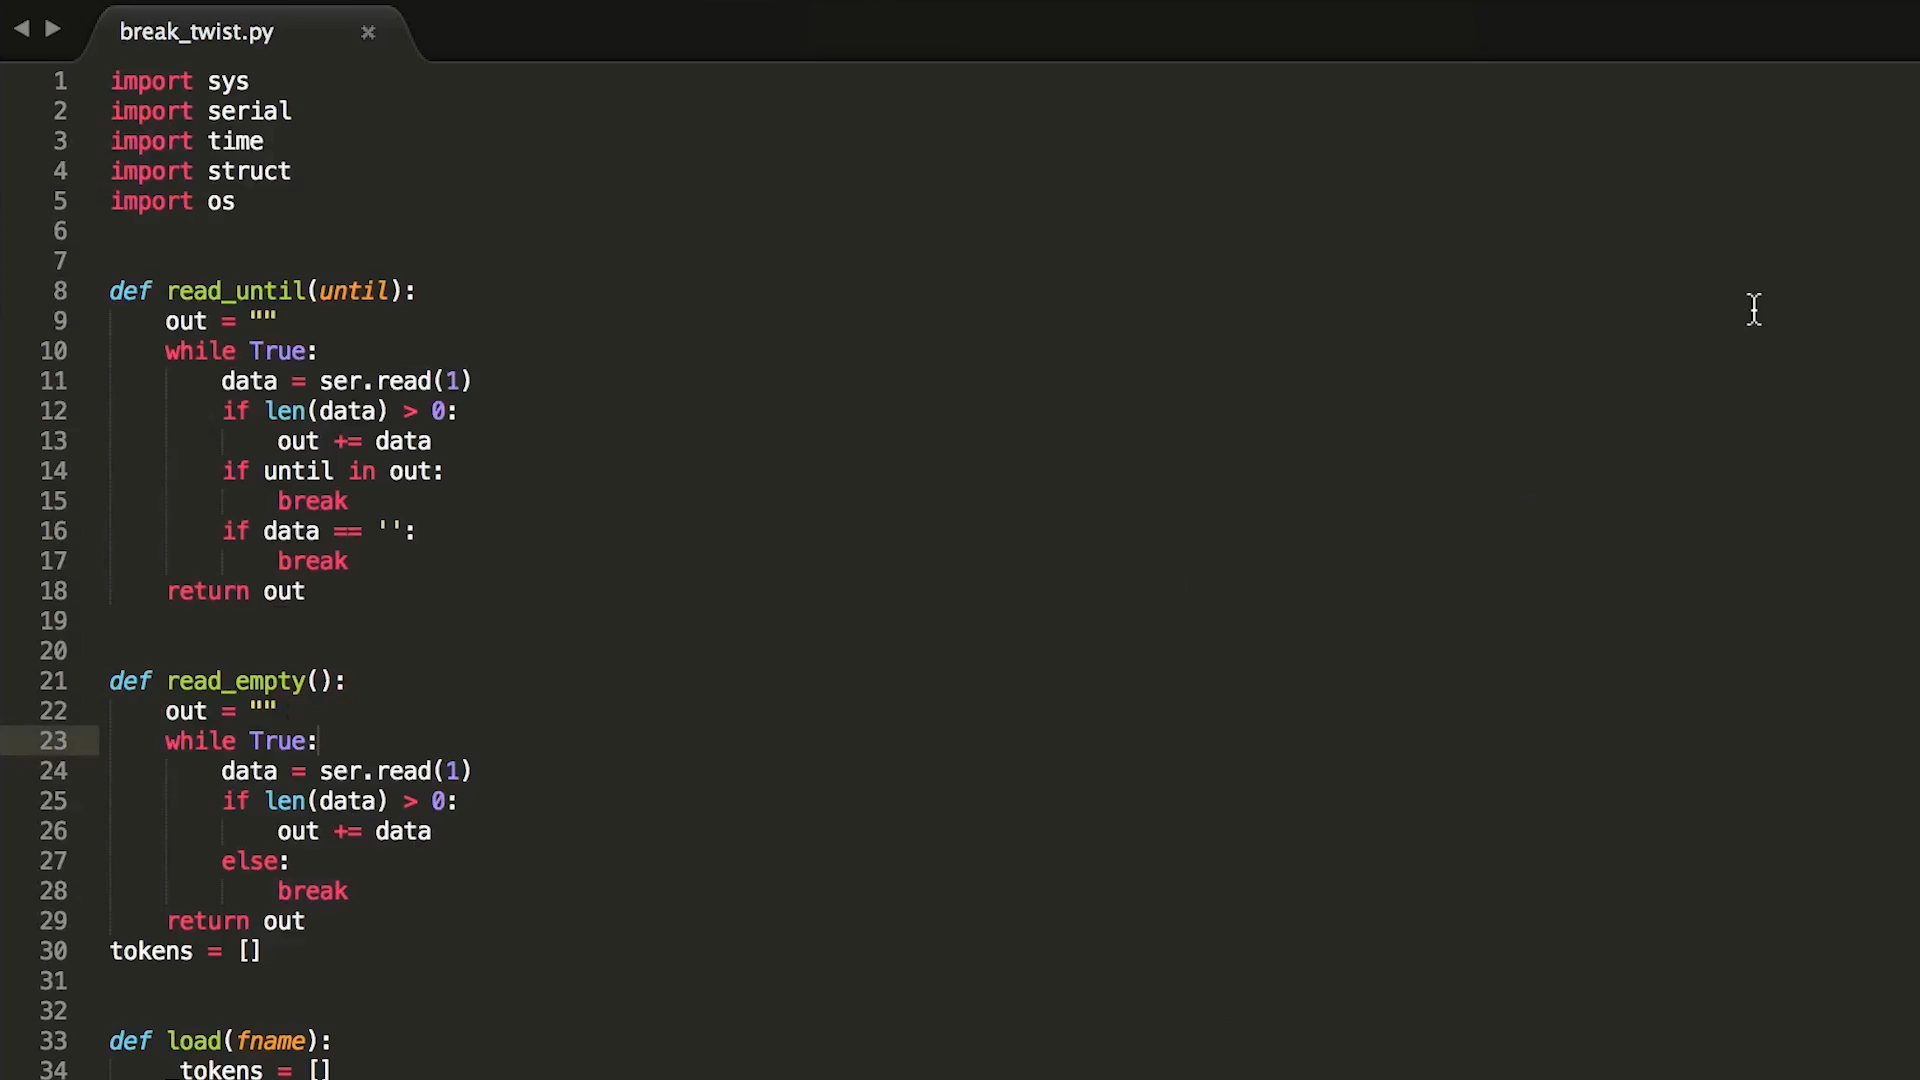 break_twist.py
1 import sys
2 import serial
3 import time
4 import struct
5 import os
6
7
8 def read_until(until):
9     out = ""
10     while True:
11         data = ser.read(1)
12         if len(data) > 0:
13             out += data
14         if until in out:
15             break
16         if data == '':
17             break
18     return out
19
20
21 def read_empty():
22     out = ""
23     while True:
24         data = ser.read(1)
25         if len(data) > 0:
26             out += data
27         else:
28             break
29     return out
30 tokens = []
31
32
33 def load(fname):
34     _tokens = []